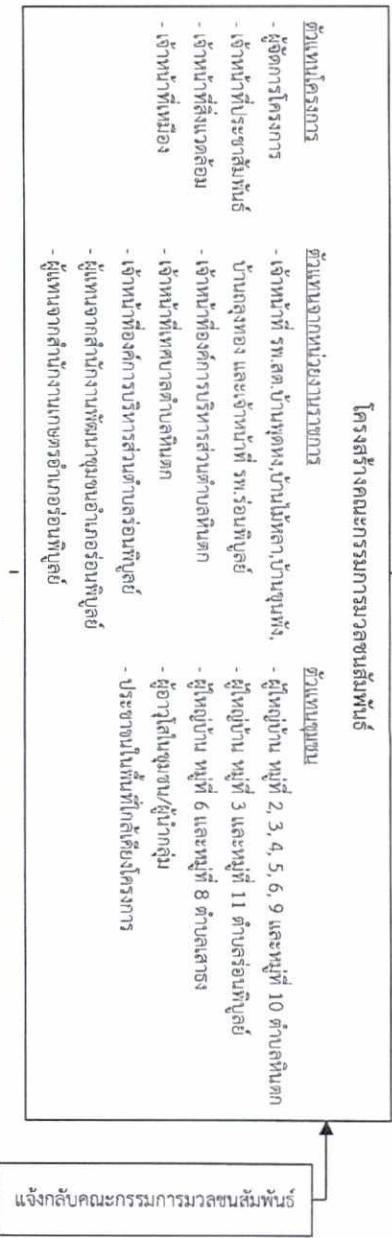 โครงสร้างคณะกรรมการมวลชนสัมพันธ์
ตัวแทนโครงการ
- ผู้จัดการโครงการ
- เจ้าหน้าที่ประชาสัมพันธ์
- เจ้าหน้าที่สิ่งแวดล้อม
- เจ้าหน้าที่เหมือง
ตัวแทนจากหน่วยงานราชการ
- เจ้าหน้าที่ รพ.สต.บ้านพุดหง,บ้านไม้หลา,บ้านขุนพัง,
บ้านถลุงทอง และเจ้าหน้าที่ รพ.ร่อนพิบูลย์
- เจ้าหน้าที่องค์การบริหารส่วนตำบลหินตก
- เจ้าหน้าที่เทศบาลตำบลหินตก
- เจ้าหน้าที่องค์การบริหารส่วนตำบลร่อนพิบูลย์
- ผู้แทนจากสำนักงานพัฒนาชุมชนอำเภอร่อนพิบูลย์
- ผู้แทนจากสำนักงานเกษตรอำเภอร่อนพิบูลย์
ตัวแทนชุมชน
- ผู้ใหญ่บ้าน หมู่ที่ 2, 3, 4, 5, 6, 9 และหมู่ที่ 10 ตำบลหินตก
- ผู้ใหญ่บ้าน หมู่ที่ 3 และหมู่ที่ 11 ตำบลร่อนพิบูลย์
- ผู้ใหญ่บ้าน หมู่ที่ 6 และหมู่ที่ 8 ตำบลเสาธง
- ผู้อาวุโสในชุมชน/ผู้นำกลุ่ม
- ประชาชนในพื้นที่ใกล้เคียงโครงการ
แจ้งกลับคณะกรรมการมวลชนสัมพันธ์